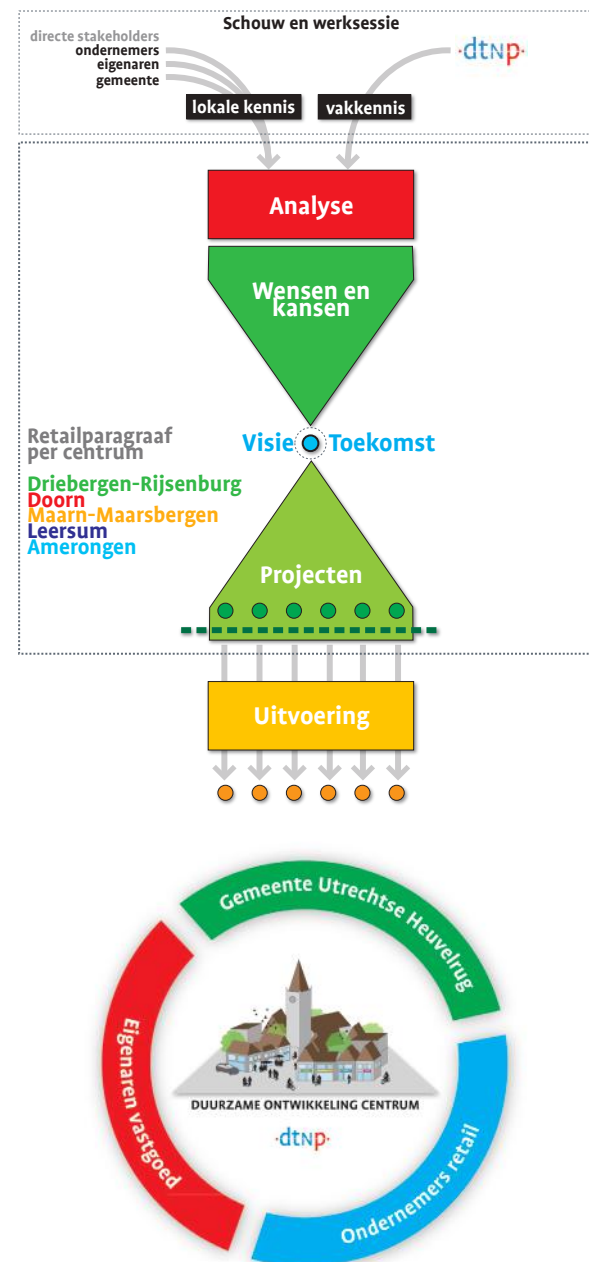 Schouw en werksessie
directe stakeholders
ondernemers
eigenaren
gemeente
·dtNp·
lokale kennis
vakkennis
Analyse
Wensen en
kansen
Retailparagraaf
per centrum
Visie
Toekomst
Driebergen-Rijsenburg
Doorn
Maarn-Maarsbergen
Leersum
Amerongen
Projecten
Uitvoering
Gemeente Utrechtse Heuvelrug
Eigenaren vastgoed
DUURZAME ONTWIKKELING CENTRUM
·dtNp·
Ondernemers retail